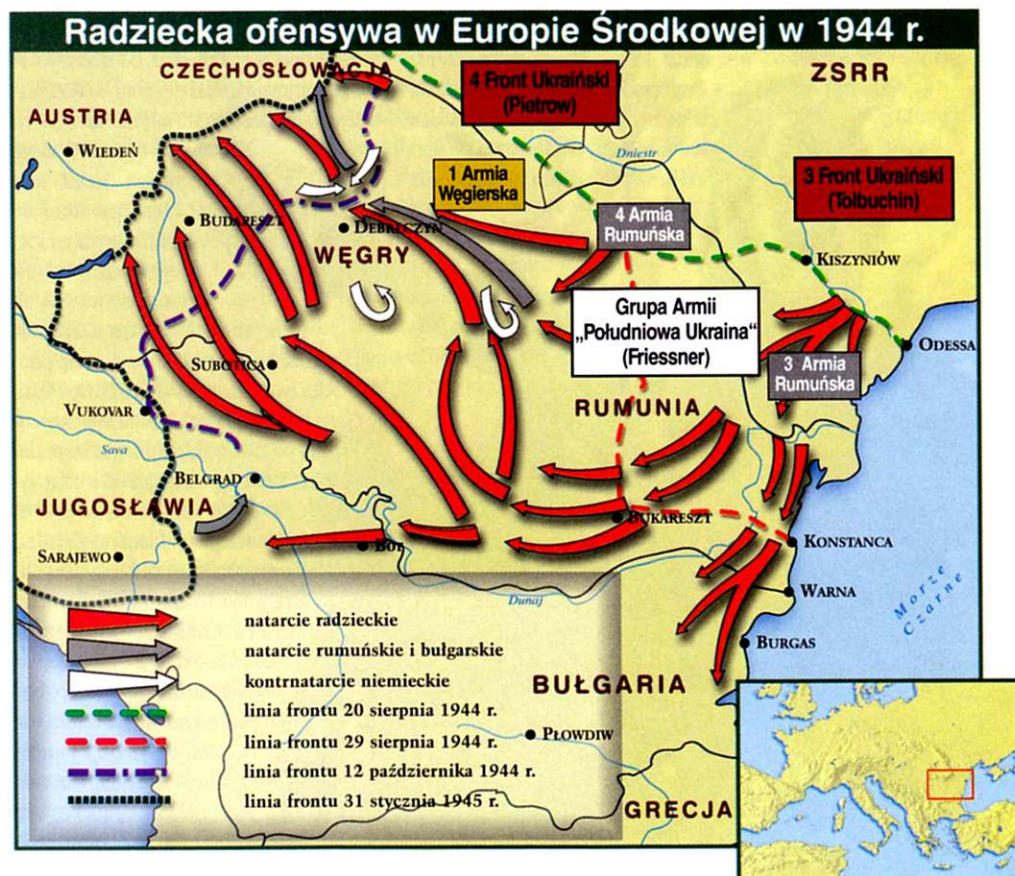 Radziecka ofensywa w Europie Środkowej w 1944 r.
CZECHOSŁOWACJA
4 Front Ukraiński
(Pietrow)
ZSRR
AUSTRIA
WIEDEŃ
Dniestr
1 Armia
Węgierska
3 Front Ukraiński
(Tołbuchin)
BUDAPESZT
DEBRECZYN
4 Armia
Rumuńska
WĘGRY
KISZYNIÓW
Grupa Armii
„Południowa Ukraina“
(Friessner)
ODESSA
SUBOTICA
3 Armia
Rumuńska
VUKOVAR
RUMUNIA
Sava
BELGRAD
JUGOSŁAWIA
BUKARESZT
SARAJEWO
BOR
KONSTANCA
Dunaj
WARNA
Morze
Czarne
BURGAS
natarcie radzieckie
natarcie rumuńskie i bułgarskie
kontrnatarcie niemieckie
BUŁGARIA
linia frontu 20 sierpnia 1944 r.
linia frontu 29 sierpnia 1944 r.
PŁOWDIW
linia frontu 12 października 1944 r.
linia frontu 31 stycznia 1945 r.
GRECJA